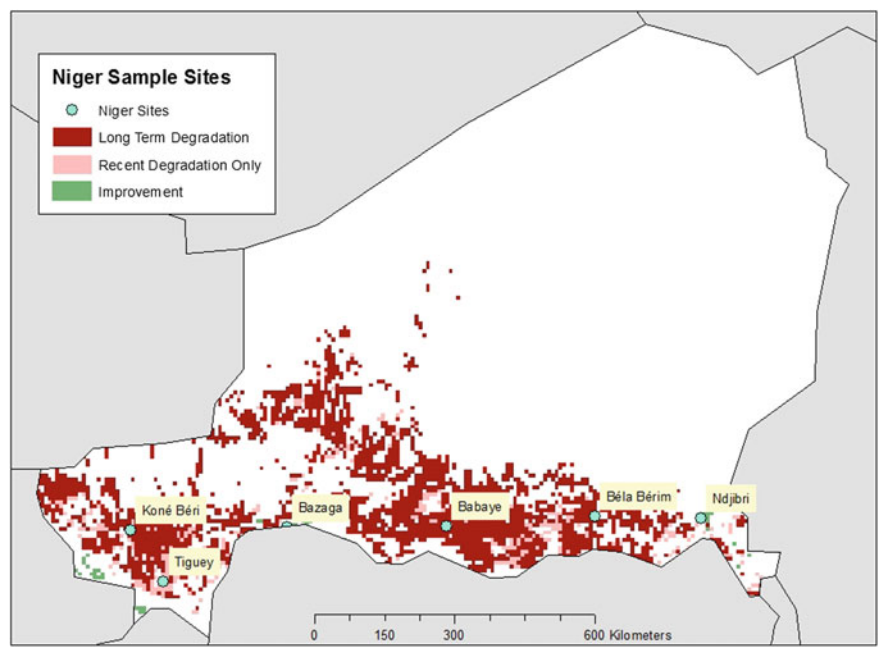 Niger Sample Sites
Niger Sites
Long Term Degradation
Recent Degradation Only
Improvement
Koné Béri
Bazaga
Babaye
Béla Bérim
Ndjibri
Tiguey
0 150 300 600 Kilometers